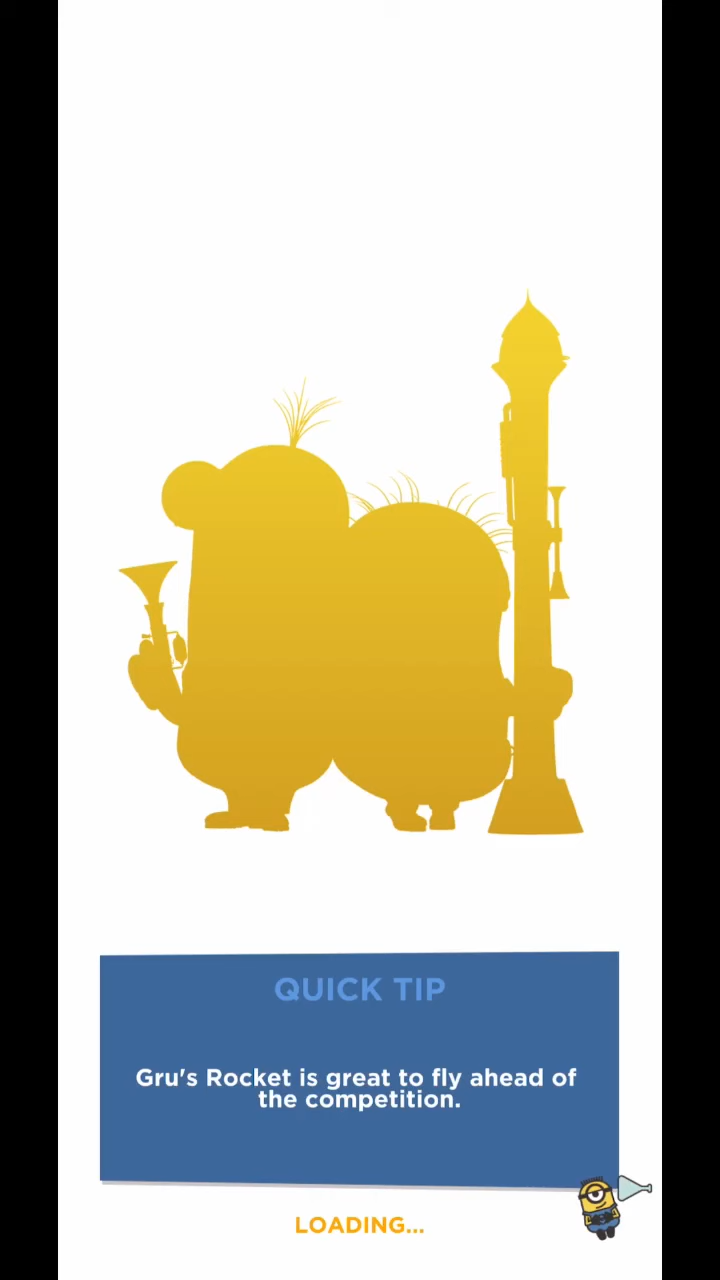 QUICK TIP
Gru's Rocket is great to fly ahead of
the competition.
LOADING...